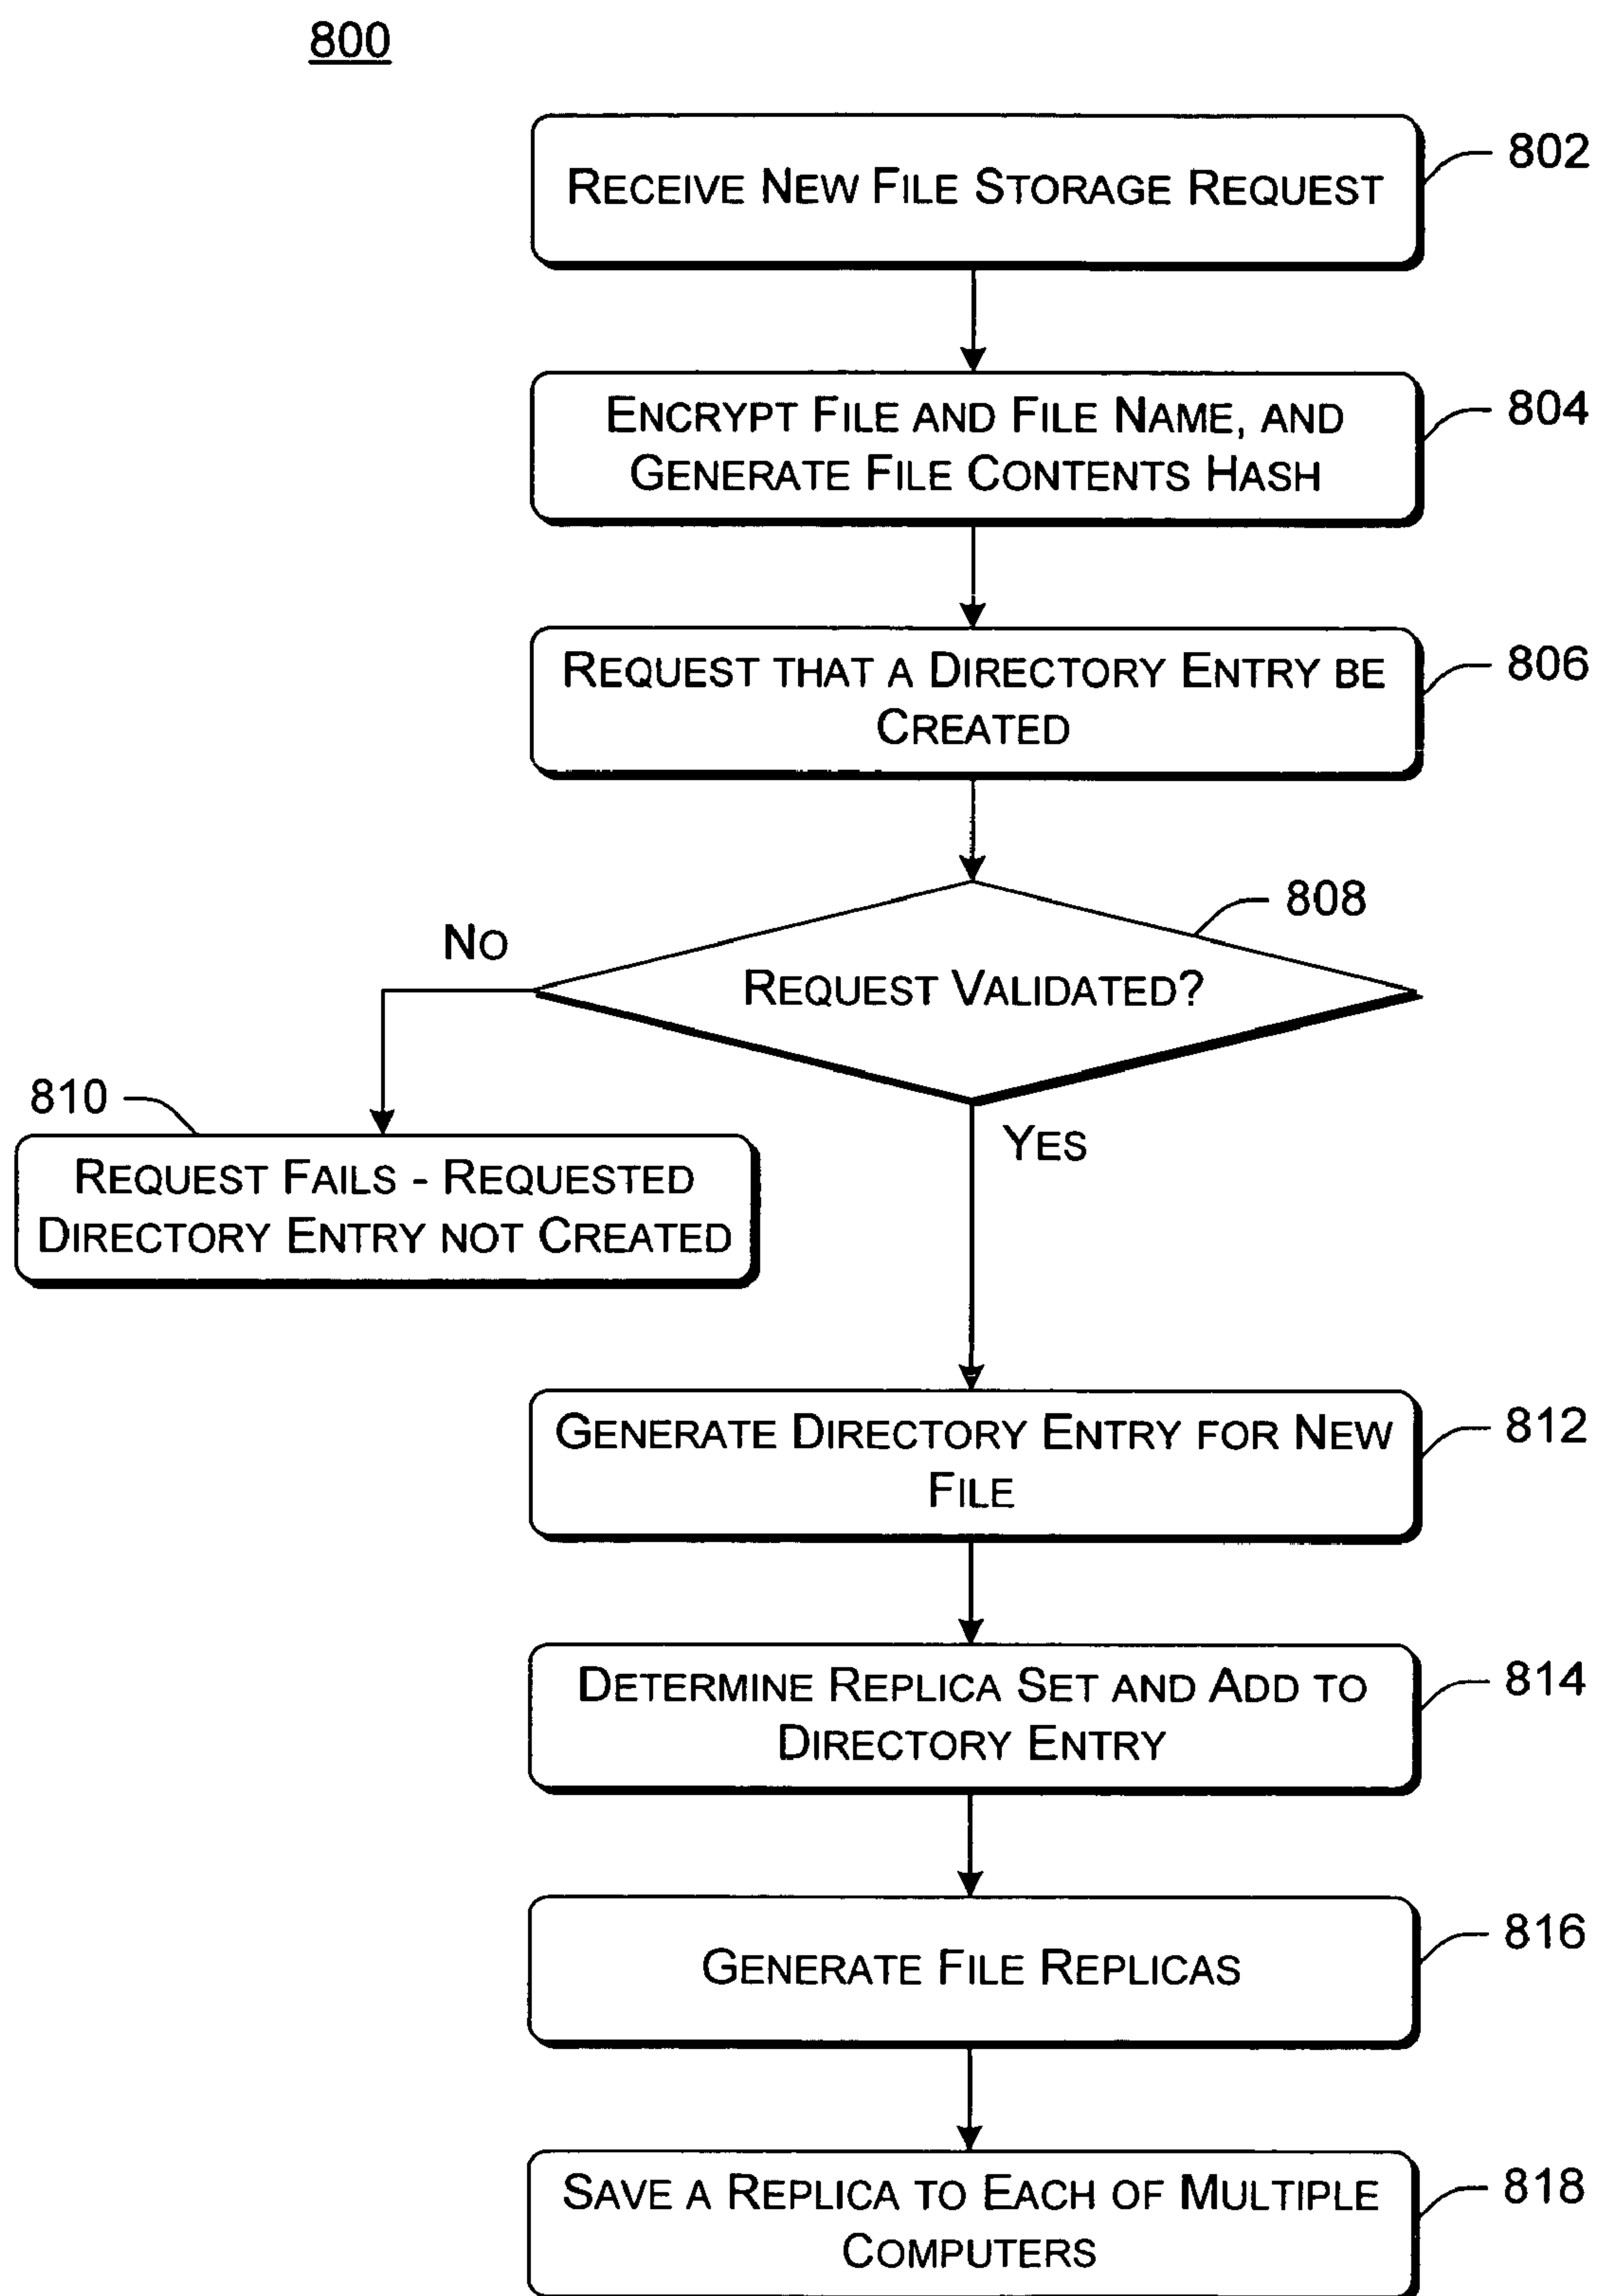 800
RECEIVE NEW FILE STORAGE REQUEST
802
ENCRYPT FILE AND FILE NAME, AND
GENERATE FILE CONTENTS HASH
804
REQUEST THAT A DIRECTORY ENTRY BE
CREATED
806
808
NO
REQUEST VALIDATED?
810
YES
REQUEST FAILS - REQUESTED
DIRECTORY ENTRY NOT CREATED
GENERATE DIRECTORY ENTRY FOR NEW
FILE
812
DETERMINE REPLICA SET AND ADD TO
DIRECTORY ENTRY
814
GENERATE FILE REPLICAS
816
SAVE A REPLICA TO EACH OF MULTIPLE
COMPUTERS
818